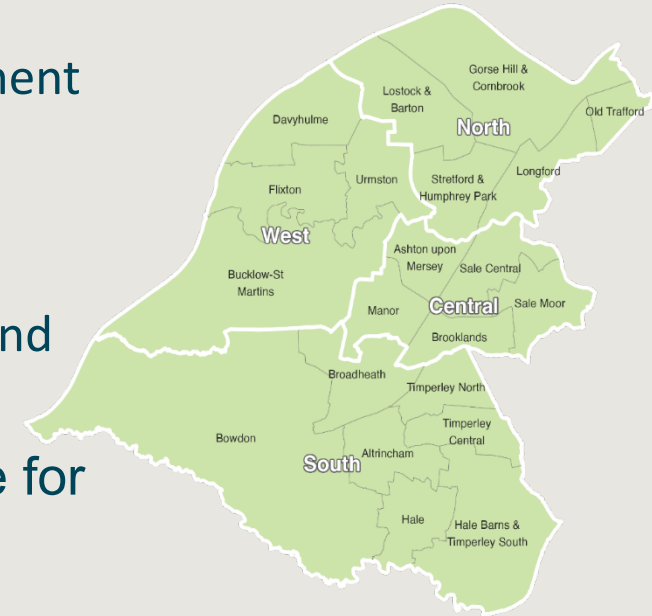 nent
nd
e for
Gorse Hill &
Cornbrook
Lostock &
Barton
Old Trafford
Davyhulme
North
Longford
Urmston
Stretford &
Humphrey Park
Flixton
West
Ashton upon
Mersey
Sale Central
Bucklow-St
Martins
Manor
Central
Sale Moor
Brooklands
Broadheath
Timperley North
Timperley
Central
Bowdon
Altrincham
South
Hale
Hale Barns &
Timperley South